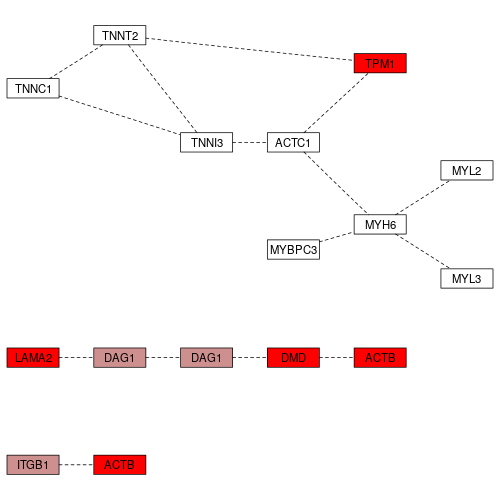 TNNT2
TPM1
TNNC1
TNNI3
ACTC1
MYL2
MYH6
MYBPC3
MYL3
LAMA2 DAG1 DAG1 DMD ACTB
ITGB1 ACTB